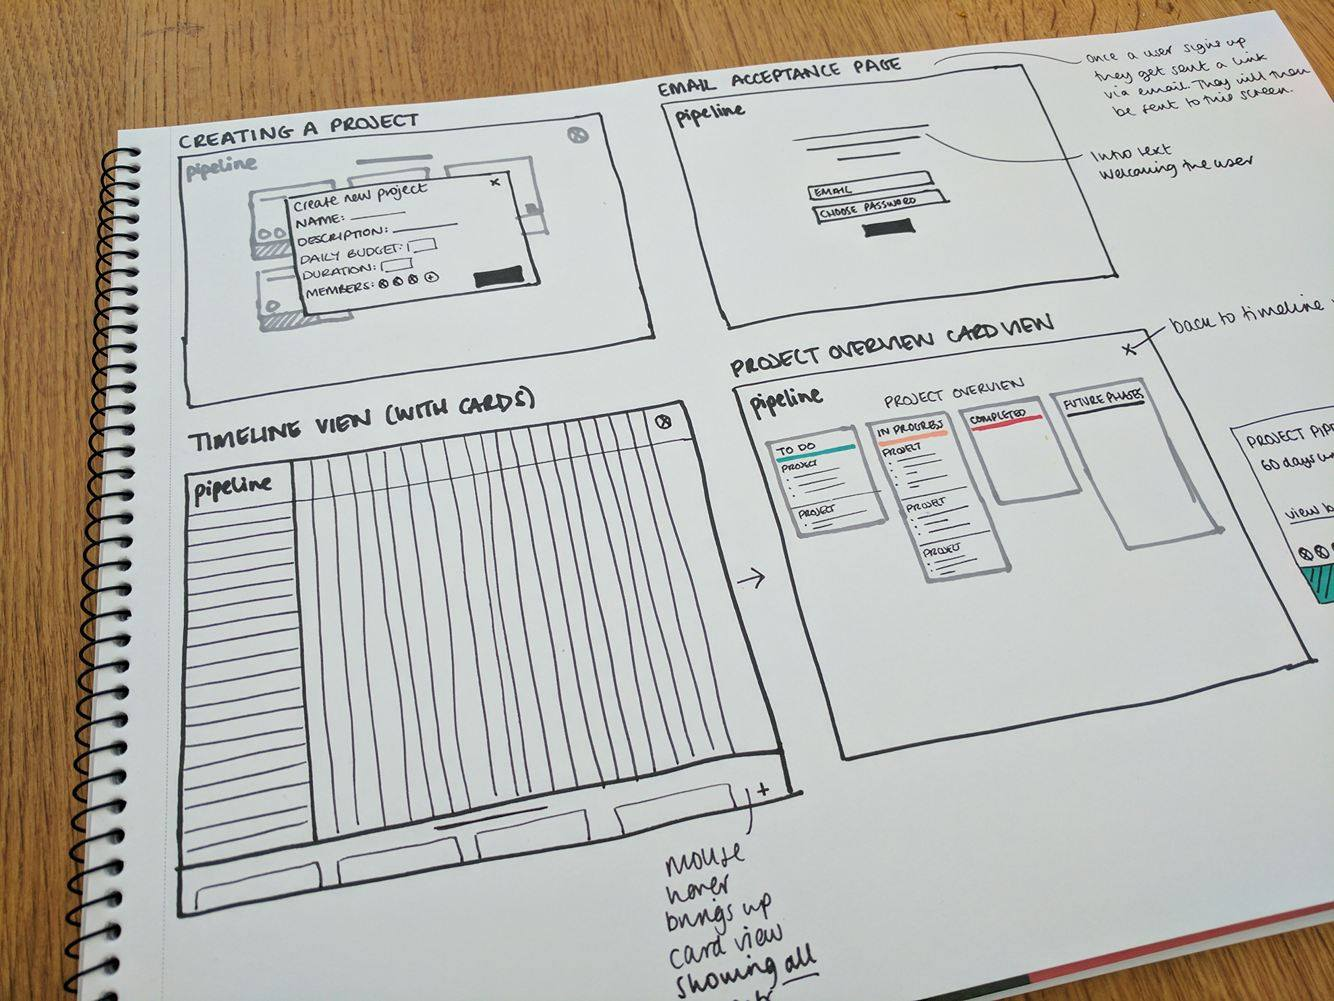 CREATING A PROJECT
pipeline
Create new project
X
NAME:
DESCRIPTION:
DAILY BUDGET:
DURATION:
MEMBERS:
EMAIL ACCEPTANCE PAGE
pipeline
EMAIL
CHOOSE PASSWORD
once a user signs up
they get sent a link
via email. They will then
be sent to this screen.
Intro text
Welcoming the user
TIMELINE VIEW (WITH CARDS)
pipeline
+
mouse
hover
brings up
card view
showing all
PROJECT OVERVIEW CARD VIEW
X
back to timeline
pipeline
PROJECT OVERVIEW
TO DO
PROJECT
PROJECT
IN PROGRESS
PROJECT
PROJECT
PROJECT
COMPLETED
FUTURE PHASES
PROJECT
60 days
view